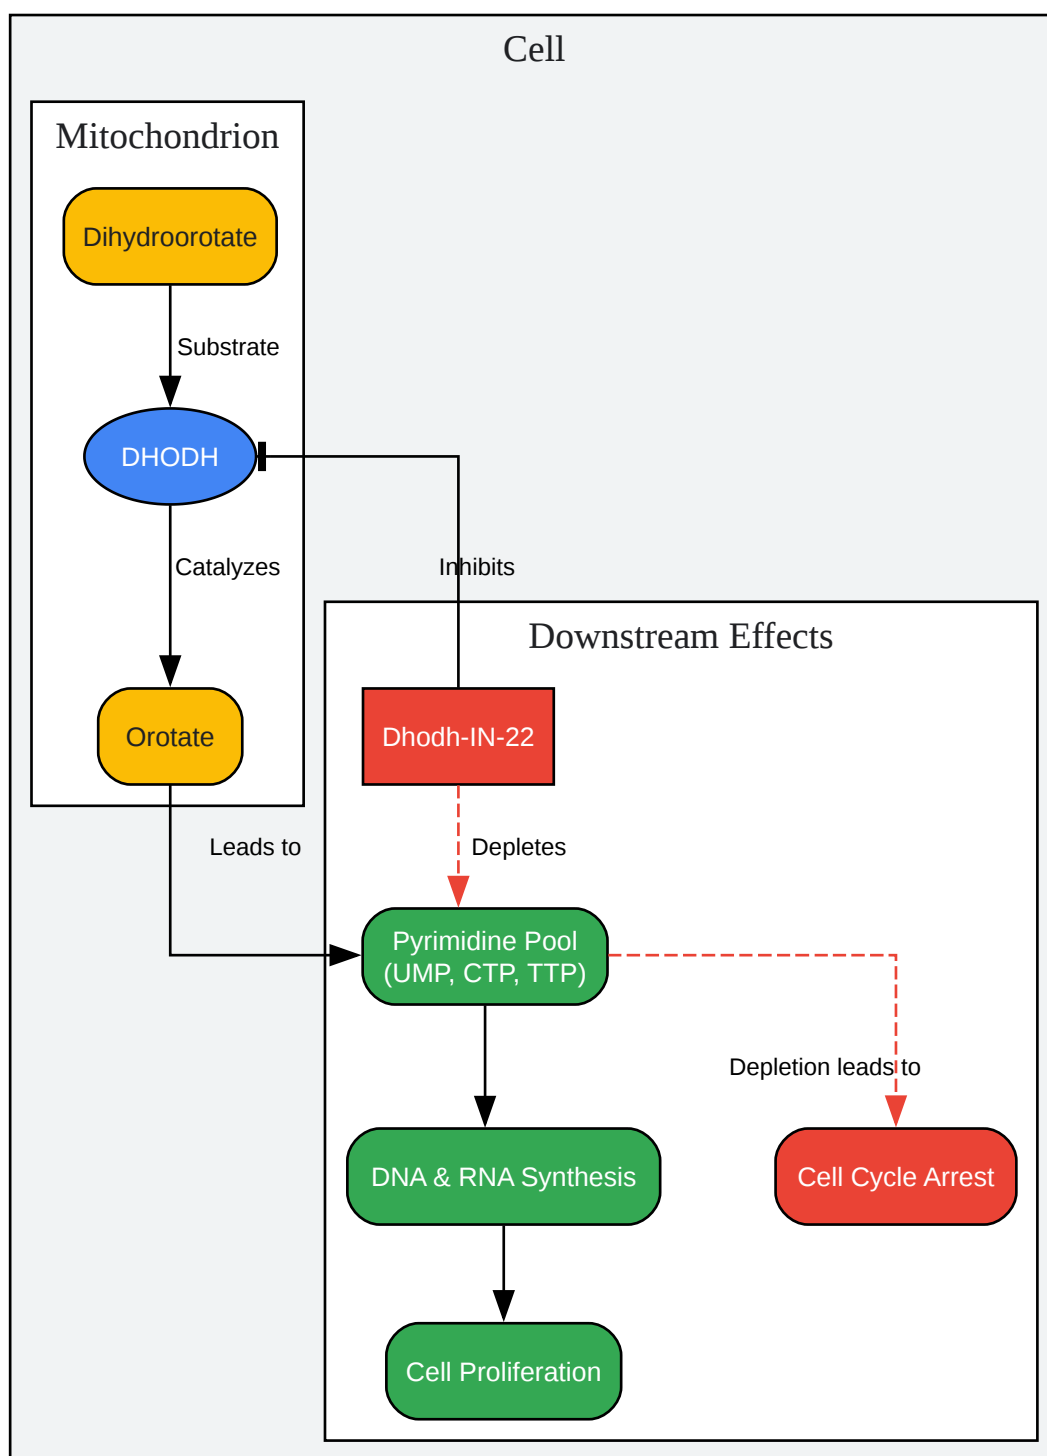 Cell
Mitochondrion
Dihydroorotate
Substrate
DHODH
Catalyzes
Inhibits
Downstream Effects
Orotate
Dhodh-IN-22
Leads to
Depletes
Pyrimidine Pool
(UMP, CTP, TTP)
Depletion leads to
DNA & RNA Synthesis
Cell Cycle Arrest
Cell Proliferation